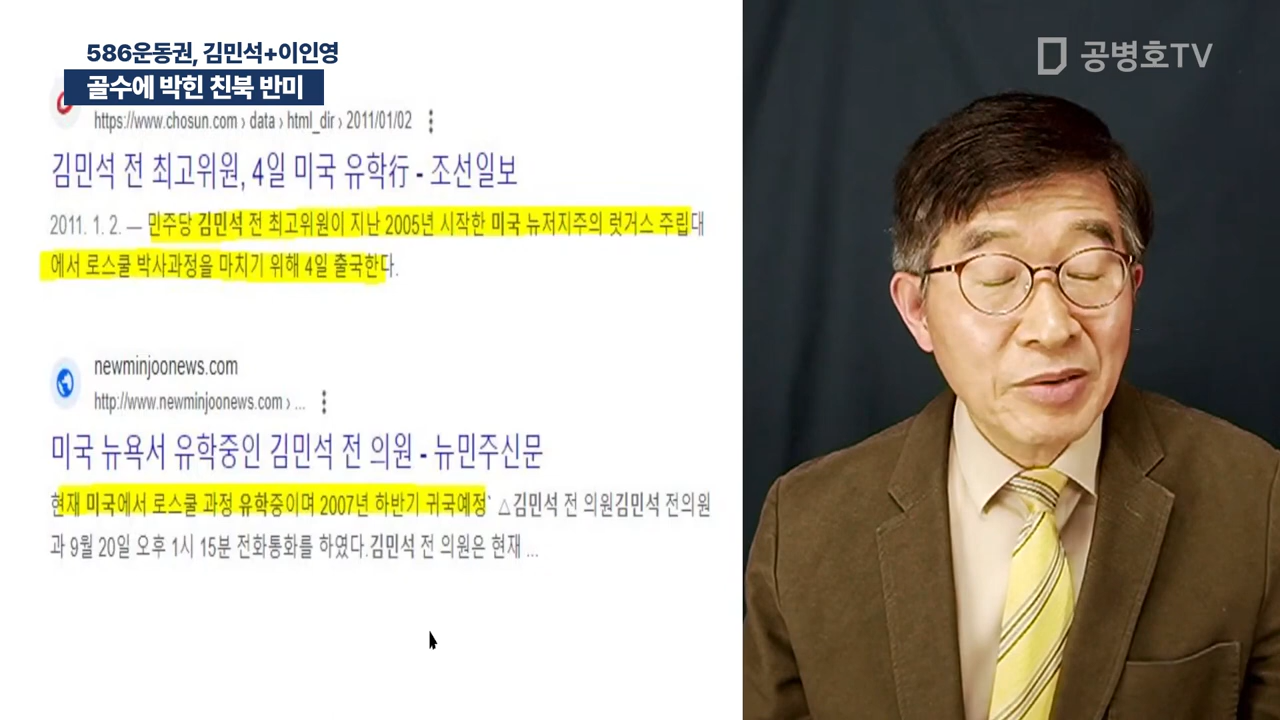 586운동권, 김민석+이인영
골수에 박힌 친북 반미
공병호TV
https://www.chosun.com › data › html_dir › 2011/01/02
김민석 전 최고위원, 4일 미국 유학行 - 조선일보
2011. 1. 2. — 민주당 김민석 전 최고위원이 지난 2005년 시작한 미국 뉴저지주의 럿거스 주립대
에서 로스쿨 박사과정을 마치기 위해 4일 출국한다.
newminjoonews.com
http://www.newminjoonews.com › ...
미국 뉴욕서 유학중인 김민석 전 의원 - 뉴민주신문
현재 미국에서 로스쿨 과정 유학중이며 2007년 하반기 귀국예정` △김민석 전 의원김민석 전의원
과 9월 20일 오후 1시 15분 전화통화를 하였다.김민석 전 의원은 현재 ...